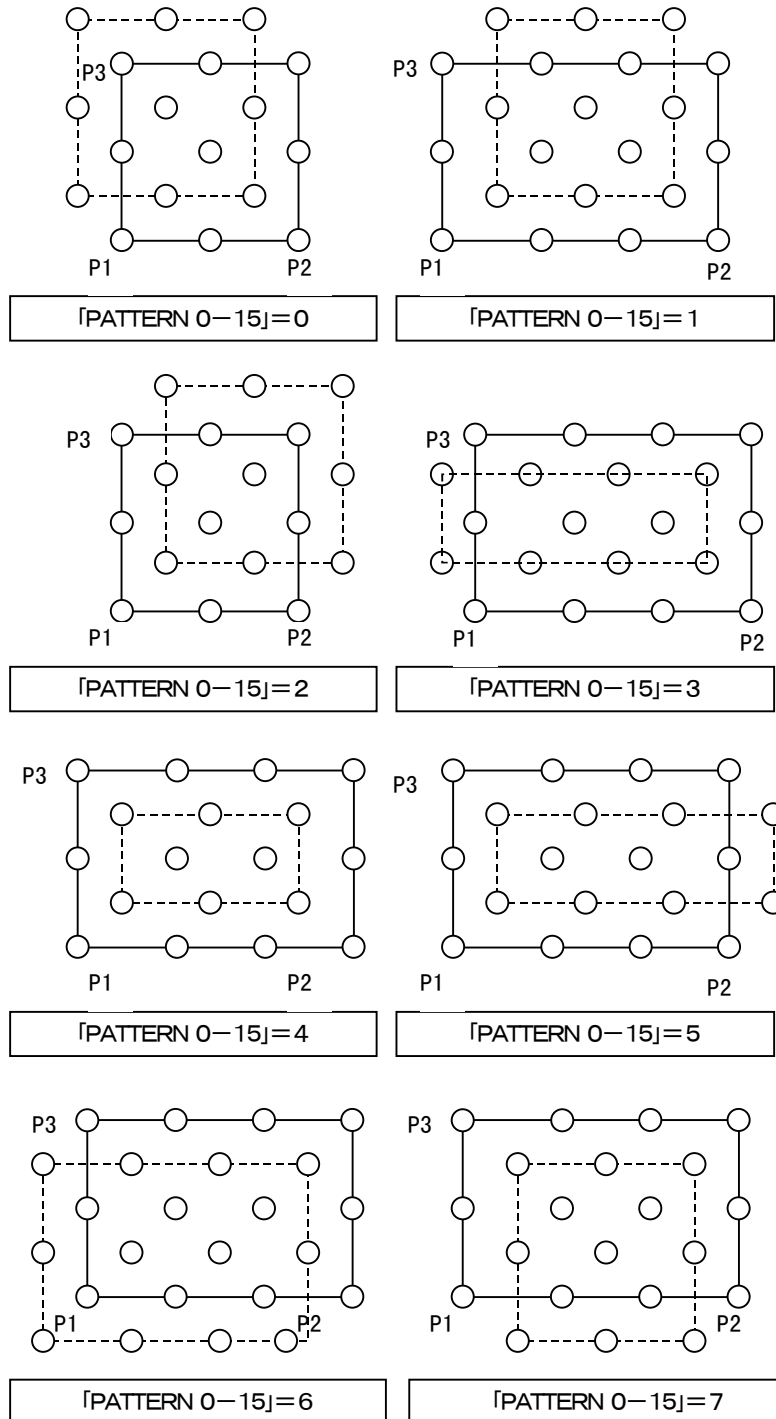 P3
P3
P1
P2
P1
P2
「PATTERN 0－15」＝0
「PATTERN 0－15」＝1
P3
P3
P1
P2
P1
P2
「PATTERN 0－15」＝2
「PATTERN 0－15」＝3
P3
P3
P1
P2
P1
P2
「PATTERN 0－15」＝4
「PATTERN 0－15」＝5
P3
P3
P1
P2
P1
P2
「PATTERN 0－15」＝6
「PATTERN 0－15」＝7